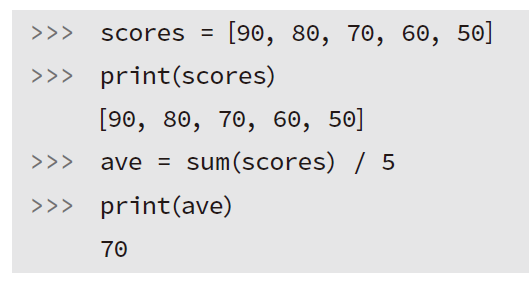 >>> scores = [90, 80, 70, 60, 50]
>>> print(scores)
[90, 80, 70, 60, 50]
>>> ave = sum(scores) / 5
>>> print(ave)
70